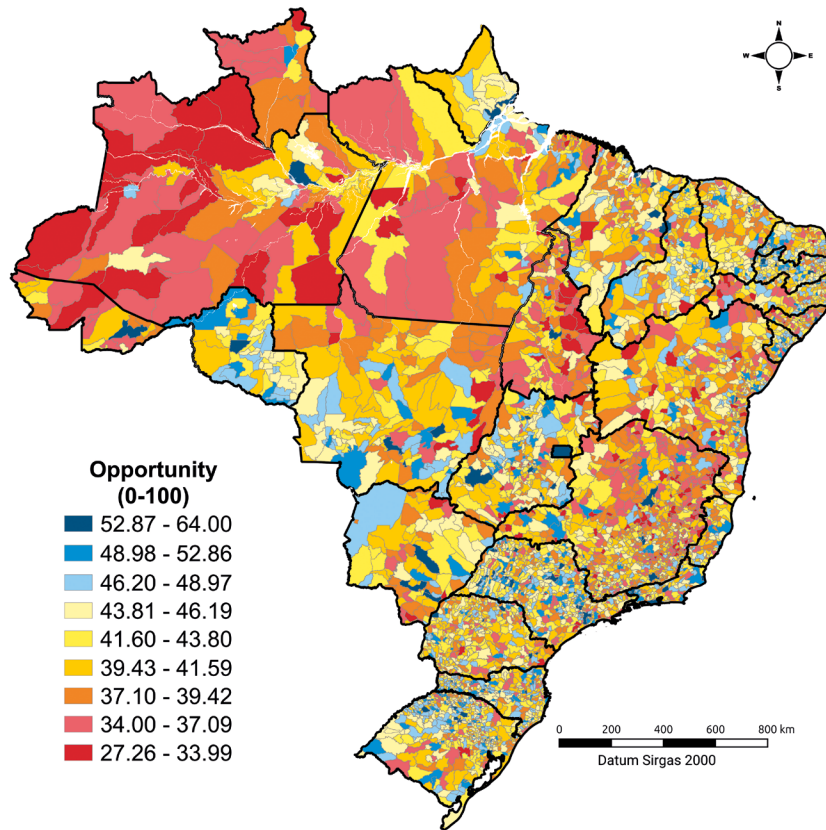 N
W E
S
Opportunity
(0-100)
52.87 - 64.00
48.98 - 52.86
46.20 - 48.97
43.81 - 46.19
41.60 - 43.80
39.43 - 41.59
37.10 - 39.42
34.00 - 37.09
27.26 - 33.99
0 200 400 600 800 km
Datum Sirgas 2000